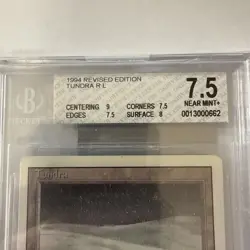 1994 REVISED EDITION
TUNDRA R L
7.5
NEAR MINT+
CENTERING 9 CORNERS 7.5
EDGES 7.5 SURFACE 8
0013000662
Tundra